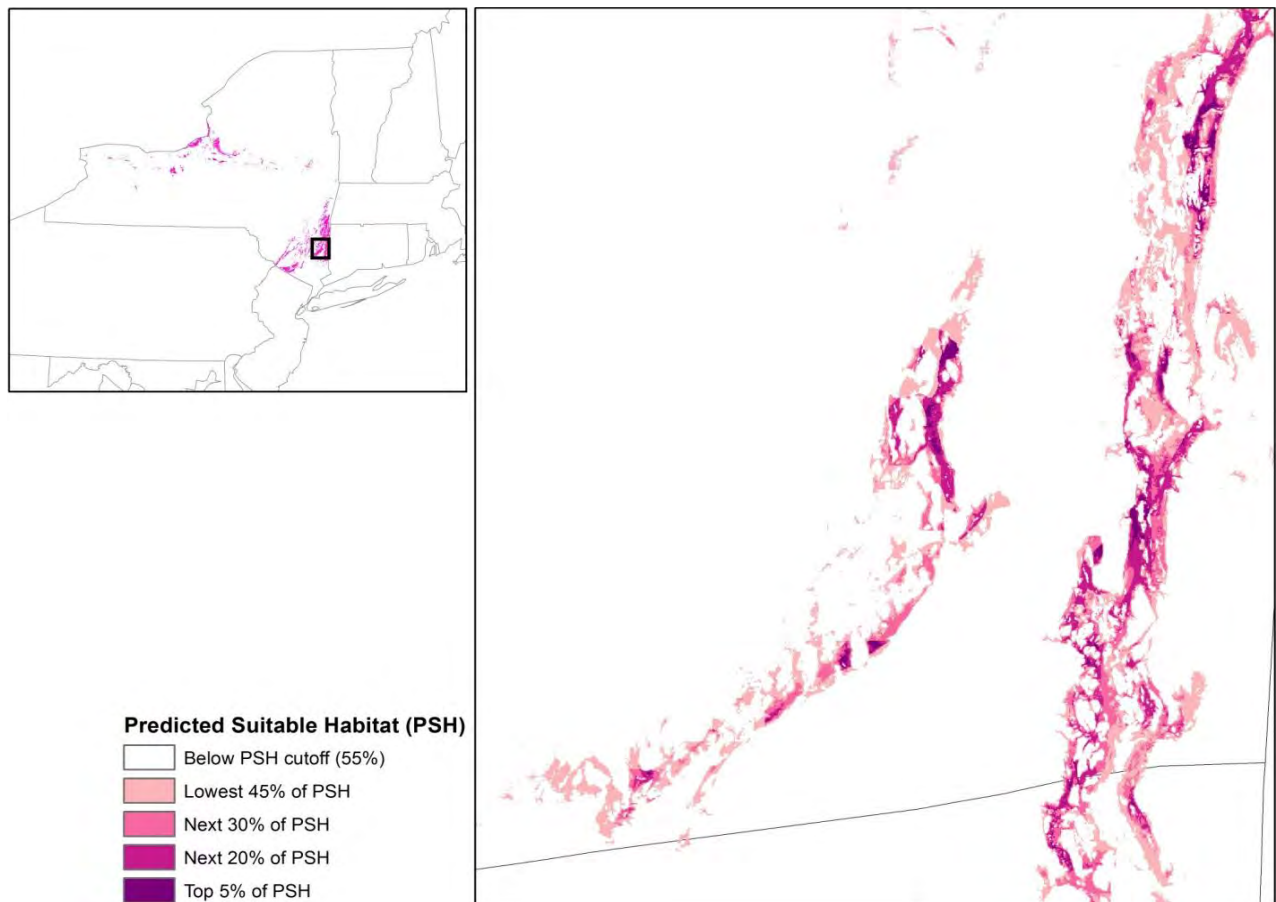 Predicted Suitable Habitat (PSH)
Below PSH cutoff (55%)
Lowest 45% of PSH
Next 30% of PSH
Next 20% of PSH
Top 5% of PSH